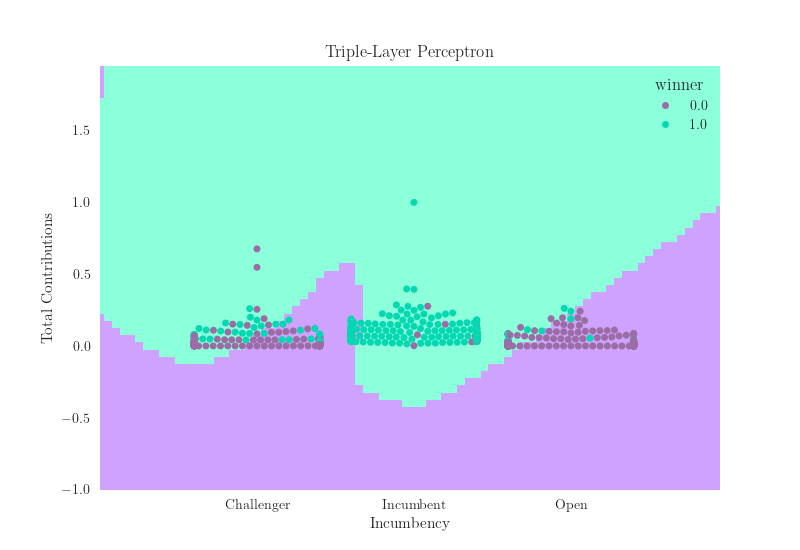 Triple-Layer Perceptron
winner
0.0
1.0
Total Contributions
1.5
1.0
0.5
0.0
−0.5
−1.0
Challenger
Incumbent
Open
Incumbency